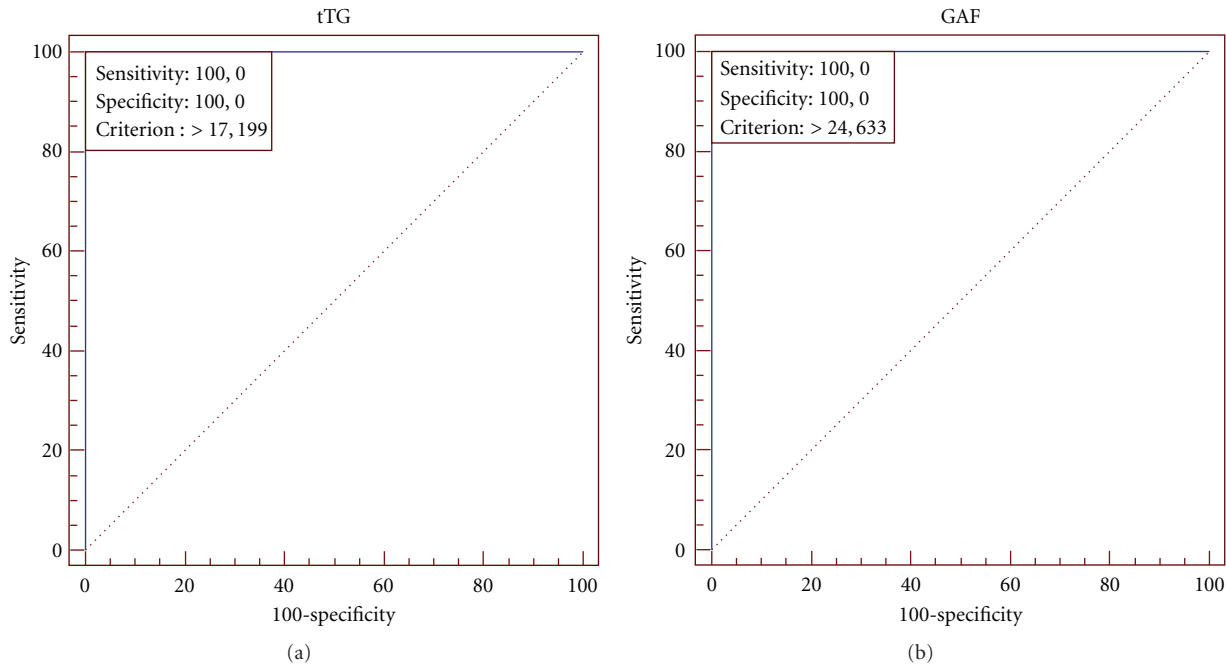 tTG
100
80
60
40
20
0
Sensitivity
Sensitivity: 100, 0
Specificity: 100, 0
Criterion : > 17, 199
0 20 40 60 80 100
100-specificity
(a)
GAF
100
80
60
40
20
0
Sensitivity
Sensitivity: 100, 0
Specificity: 100, 0
Criterion: > 24, 633
0 20 40 60 80 100
100-specificity
(b)